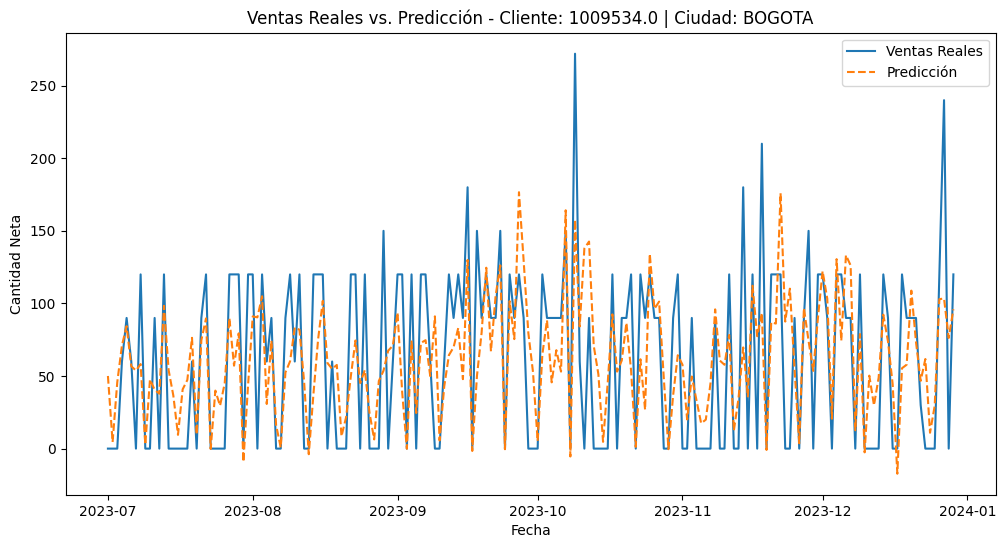 Ventas Reales vs. Predicción - Cliente: 1009534.0 | Ciudad: BOGOTA
Ventas Reales
Predicción
Cantidad Neta
250
200
150
100
50
0
2023-07
2023-08
2023-09
2023-10
2023-11
2023-12
2024-01
Fecha